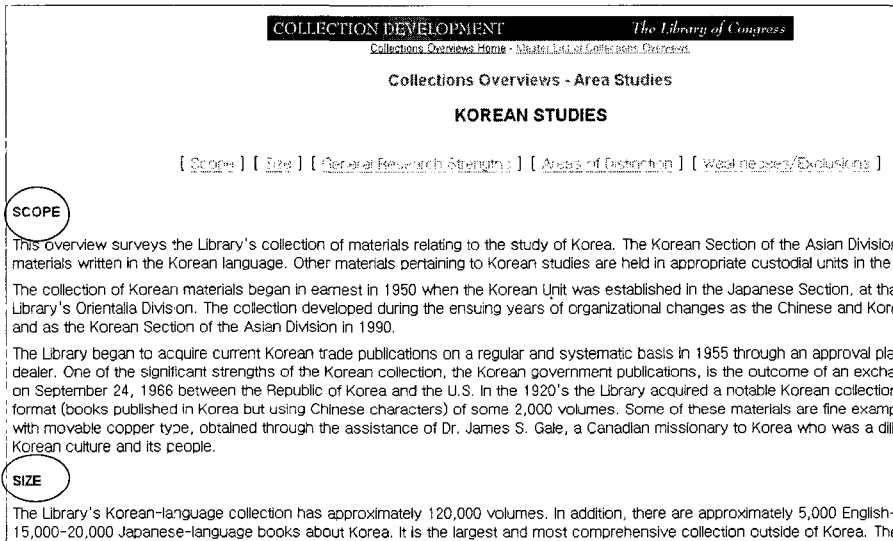 COLLECTION DEVELOPMENT The Library of Congress
Collections Overviews Home - Master List of Collections Overviews
Collections Overviews - Area Studies
KOREAN STUDIES
[ Scope ] [ Size ] [ General Research Strengths ] [ Areas of Distinction ] [ Weaknesses/Exclusions ]
SCOPE
This overview surveys the Library's collection of materials relating to the study of Korea. The Korean Section of the Asian Divisio
materials written in the Korean language. Other materials pertaining to Korean studies are held in appropriate custodial units in the
The collection of Korean materials began in earnest in 1950 when the Korean Unit was established in the Japanese Section, at tha
Library's Orientalia Division. The collection developed during the ensuing years of organizational changes as the Chinese and Kore
and as the Korean Section of the Asian Division in 1990.
The Library began to acquire current Korean trade publications on a regular and systematic basis in 1955 through an approval pla
dealer. One of the significant strengths of the Korean collection, the Korean government publications, is the outcome of an excha
on September 24, 1966 between the Republic of Korea and the U.S. In the 1920's the Library acquired a notable Korean collection
format (books published in Korea but using Chinese characters) of some 2,000 volumes. Some of these materials are fine examp
with movable copper type, obtained through the assistance of Dr. James S. Gale, a Canadian missionary to Korea who was a dili
Korean culture and its people.
SIZE
The Library's Korean-language collection has approximately 120,000 volumes. In addition, there are approximately 5,000 English-
15,000-20,000 Japanese-language books about Korea. It is the largest and most comprehensive collection outside of Korea. The